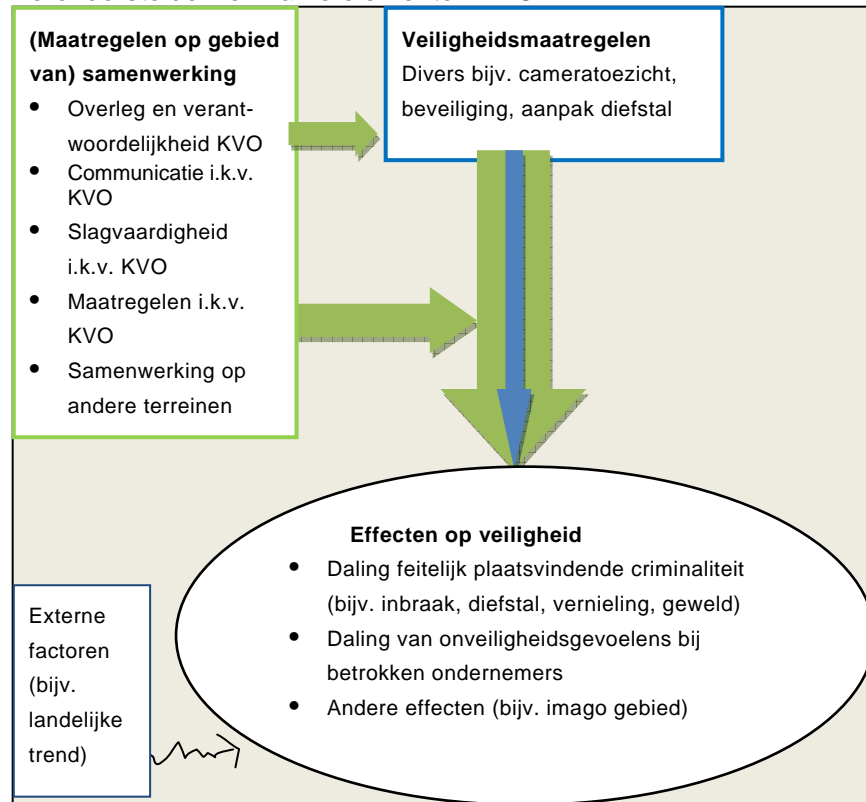 (Maatregelen op gebied
van) samenwerking
• Overleg en verant-
woordelijkheid KVO
• Communicatie i.k.v.
KVO
• Slagvaardigheid
i.k.v. KVO
• Maatregelen i.k.v.
KVO
• Samenwerking op
andere terreinen
Veiligheidsmaatregelen
Divers bijv. cameratoezicht,
beveiliging, aanpak diefstal
Effecten op veiligheid
• Daling feitelijk plaatsvindende criminaliteit
(bijv. inbraak, diefstal, vernieling, geweld)
• Daling van onveiligheidsgevoelens bij
betrokken ondernemers
• Andere effecten (bijv. imago gebied)
Externe
factoren
(bijv.
landelijke
trend)